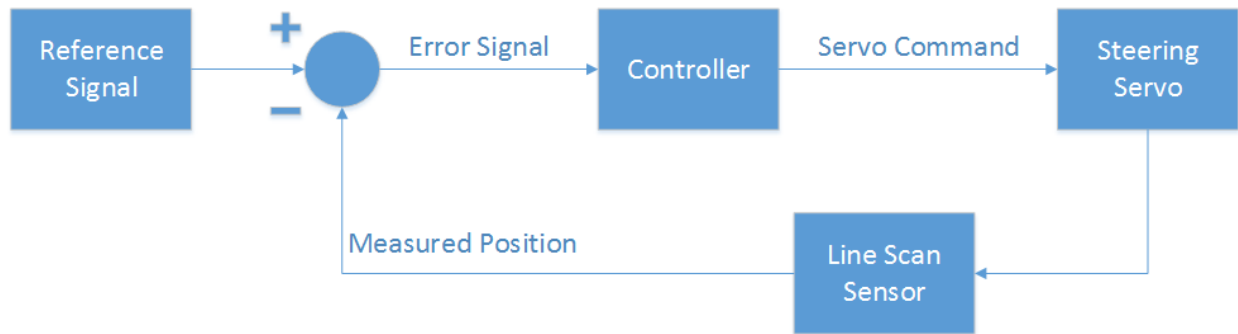 Reference
Signal
+
−
Error Signal
Controller
Servo Command
Steering
Servo
Measured Position
Line Scan
Sensor